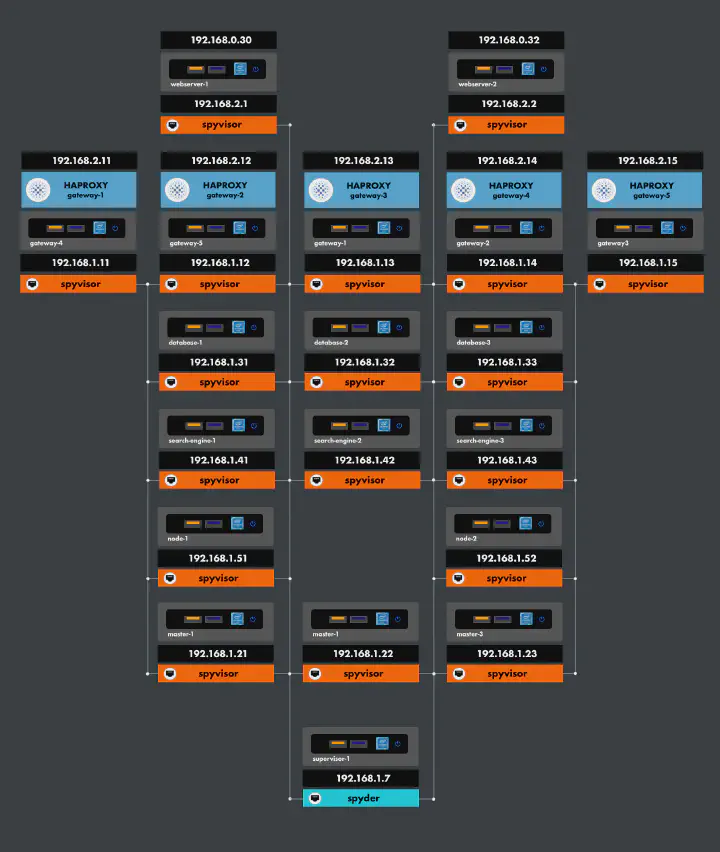 192.168.0.30
192.168.0.32
webserver-1
webserver-2
192.168.2.1
192.168.2.2
spyvisor
spyvisor
192.168.2.11
192.168.2.12
192.168.2.13
192.168.2.14
192.168.2.15
HAPROXY
gateway-1
HAPROXY
gateway-2
HAPROXY
gateway-3
HAPROXY
gateway-4
HAPROXY
gateway-5
gateway-4
gateway-5
gateway-1
gateway-2
gateway3
192.168.1.11
192.168.1.12
192.168.1.13
192.168.1.14
192.168.1.15
spyvisor
spyvisor
spyvisor
spyvisor
spyvisor
database-1
database-2
database-3
192.168.1.31
192.168.1.32
192.168.1.33
spyvisor
spyvisor
spyvisor
search-engine-1
search-engine-2
search-engine-3
192.168.1.41
192.168.1.42
192.168.1.43
spyvisor
spyvisor
spyvisor
node-1
node-2
192.168.1.51
192.168.1.52
spyvisor
spyvisor
master-1
master-1
master-3
192.168.1.21
192.168.1.22
192.168.1.23
spyvisor
spyvisor
spyvisor
supervisor-1
192.168.1.7
spyder